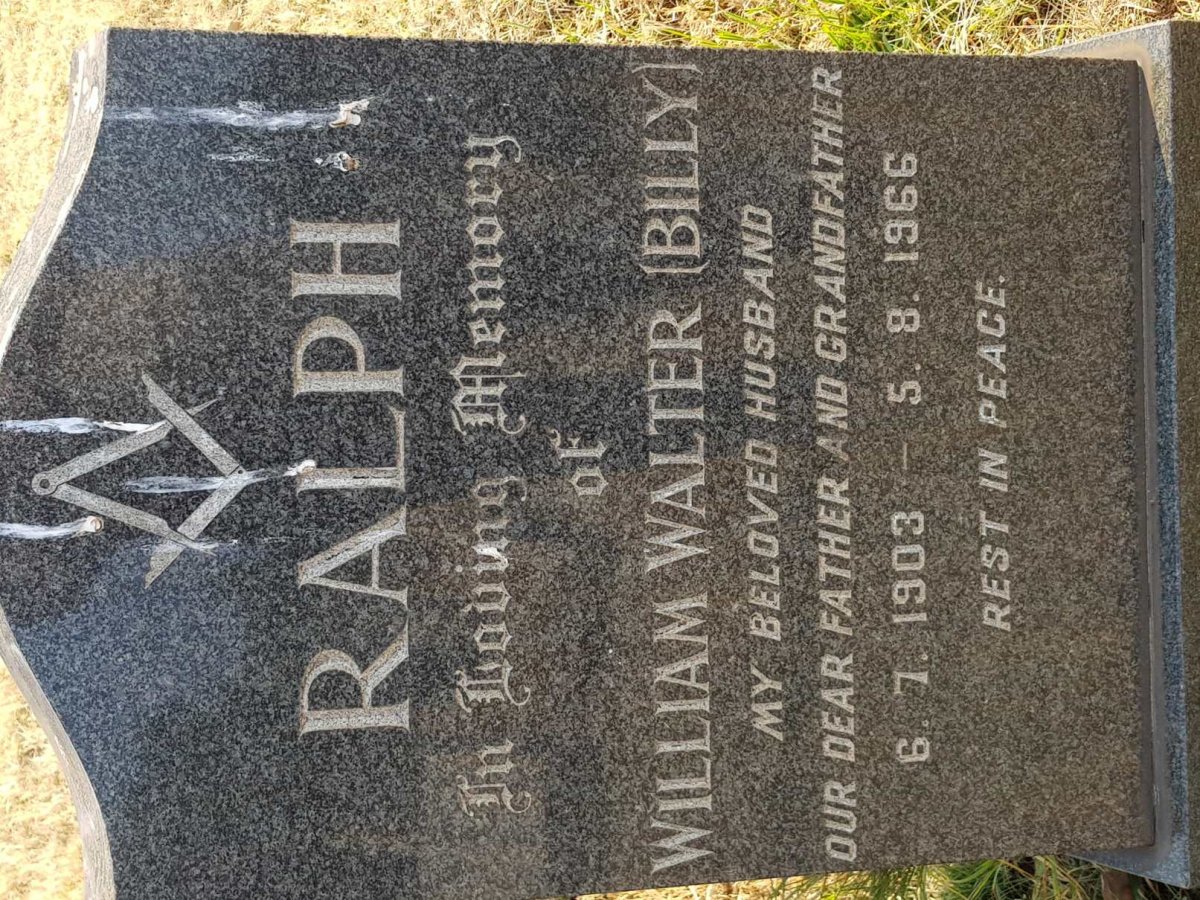 RALPH
In Loving Memory
of
WILLIAM WALTER (BILLY)
MY BELOVED HUSBAND
OUR DEAR FATHER AND GRANDFATHER
6. 7. 1903 — 5. 8. 1966
REST IN PEACE.